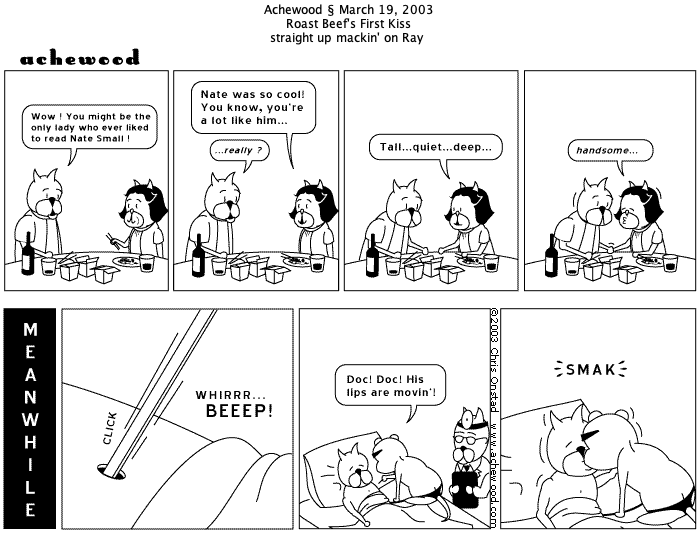 Achewood § March 19, 2003
Roast Beef's First Kiss
straight up mackin' on Ray
achewood
Wow ! You might be the
only lady who ever liked
to read Nate Small !
Nate was so cool!
You know, you're
a lot like him...
...really ?
Tall...quiet...deep...
handsome...
MEANWHILE
CLICK
WHIRRR...
BEEEP!
Doc! Doc! His
lips are movin'!
©2003 Chris Onstad www.achewood.com
SMAK